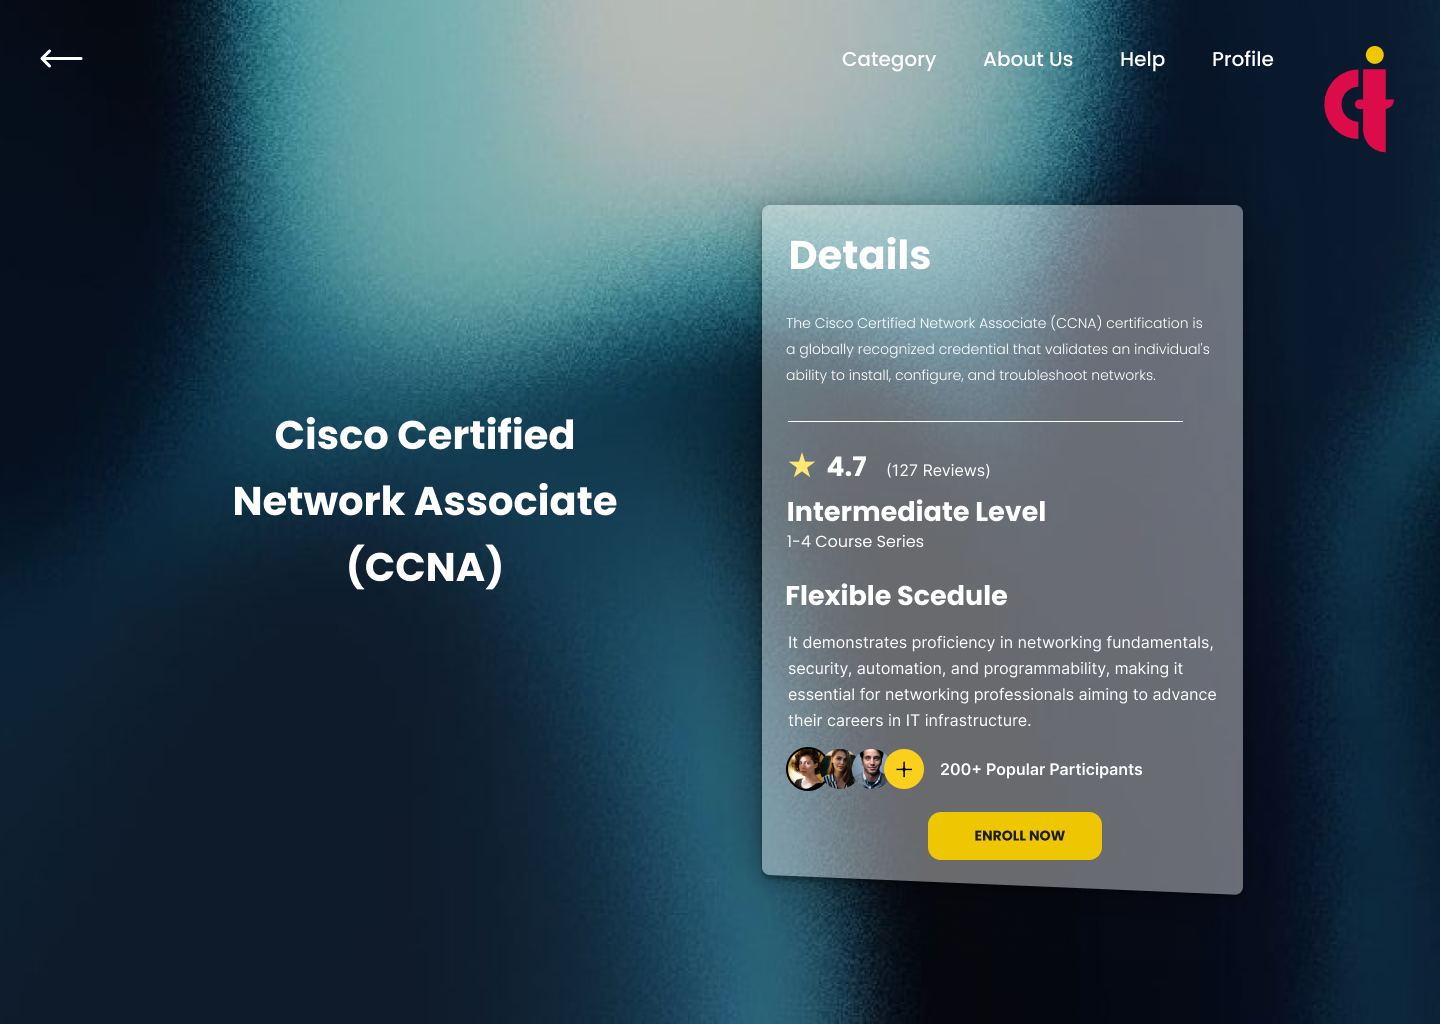 Category About Us Help Profile
Cisco Certified
Network Associate
(CCNA)
Details
The Cisco Certified Network Associate (CCNA) certification is
a globally recognized credential that validates an individual's
ability to install, configure, and troubleshoot networks.
4.7 (127 Reviews)
Intermediate Level
1-4 Course Series
Flexible Scedule
It demonstrates proficiency in networking fundamentals,
security, automation, and programmability, making it
essential for networking professionals aiming to advance
their careers in IT infrastructure.
200+ Popular Participants
ENROLL NOW